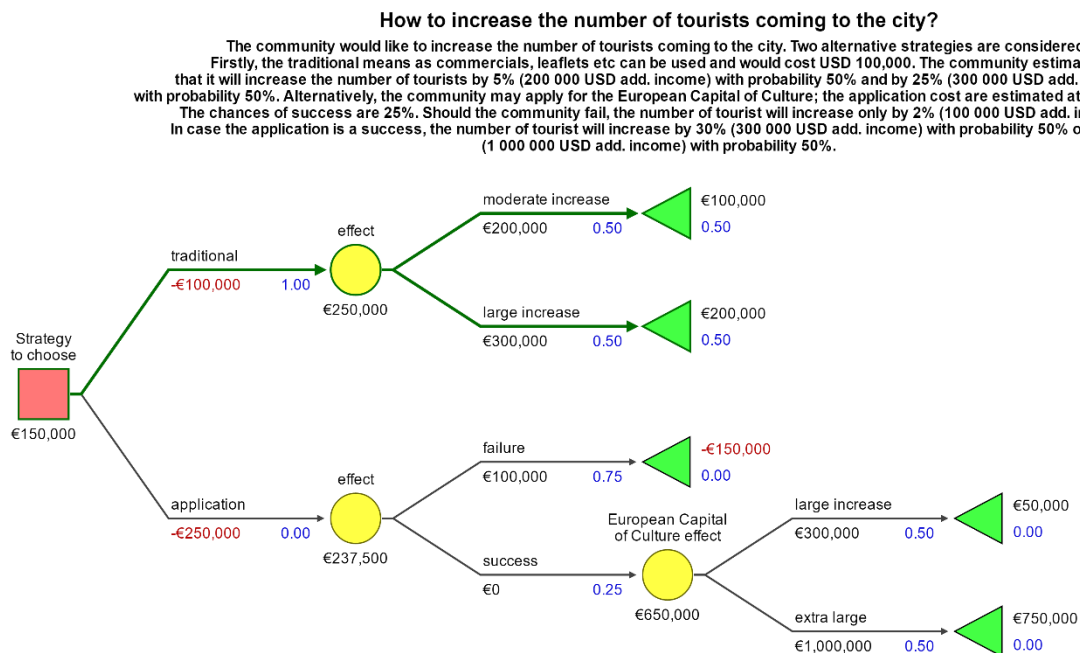 How to increase the number of tourists coming to the city?
The community would like to increase the number of tourists coming to the city. Two alternative strategies are considered
Firstly, the traditional means as commercials, leaflets etc can be used and would cost USD 100,000. The community estima
that it will increase the number of tourists by 5% (200 000 USD add. income) with probability 50% and by 25% (300 000 USD add.
with probability 50%. Alternatively, the community may apply for the European Capital of Culture; the application cost are estimated at
The chances of success are 25%. Should the community fail, the number of tourist will increase only by 2% (100 000 USD add. i
In case the application is a success, the number of tourist will increase by 30% (300 000 USD add. income) with probability 50% o
(1 000 000 USD add. income) with probability 50%.
moderate increase
€200,000 0.50
€100,000
0.50
effect
traditional
-€100,000 1.00
€250,000
large increase
€300,000 0.50
€200,000
0.50
Strategy
to choose
€150,000
failure
€100,000 0.75
-€150,000
0.00
effect
application
-€250,000 0.00
€237,500
European Capital
of Culture effect
large increase
€300,000 0.50
€50,000
0.00
success
€0 0.25
€650,000
extra large
€1,000,000 0.50
€750,000
0.00